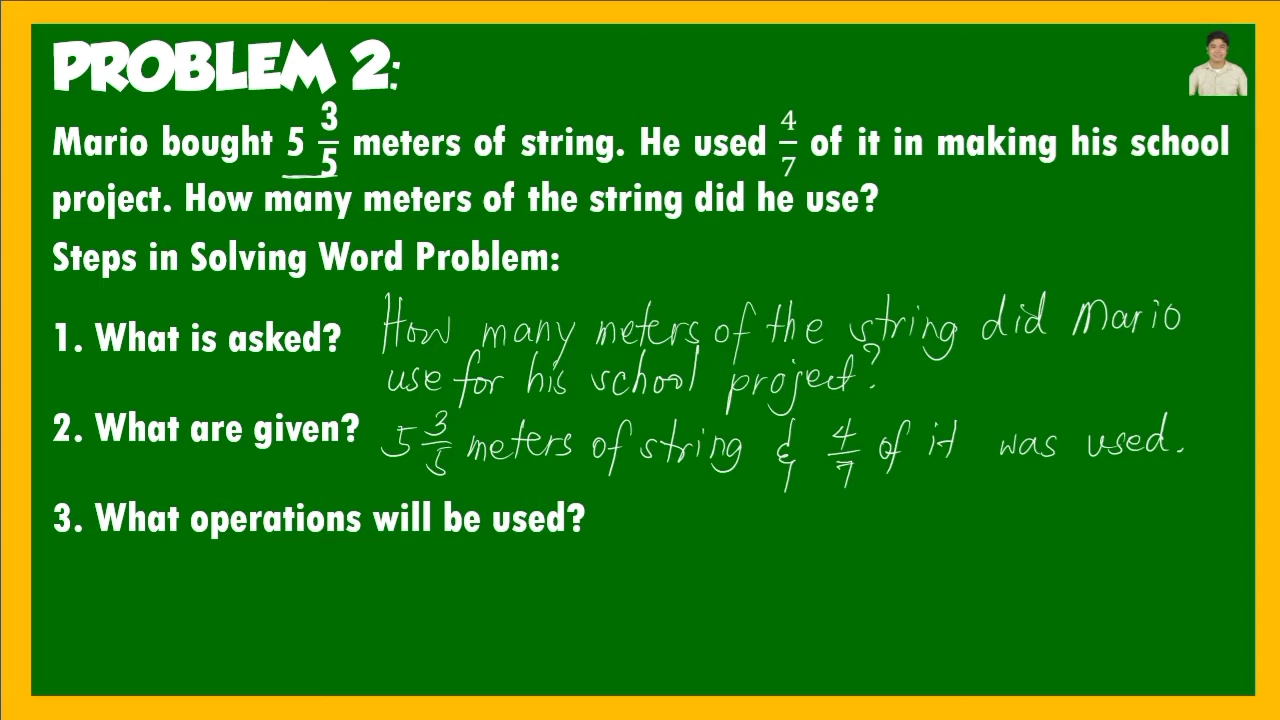 PROBLEM 2:
Mario bought 5 3/5 meters of string. He used 4/7 of it in making his school
project. How many meters of the string did he use?
Steps in Solving Word Problem:
1. What is asked? How many meters of the string did Mario
use for his school project?
2. What are given? 5 3/5 meters of string & 4/7 of it was used.
3. What operations will be used?